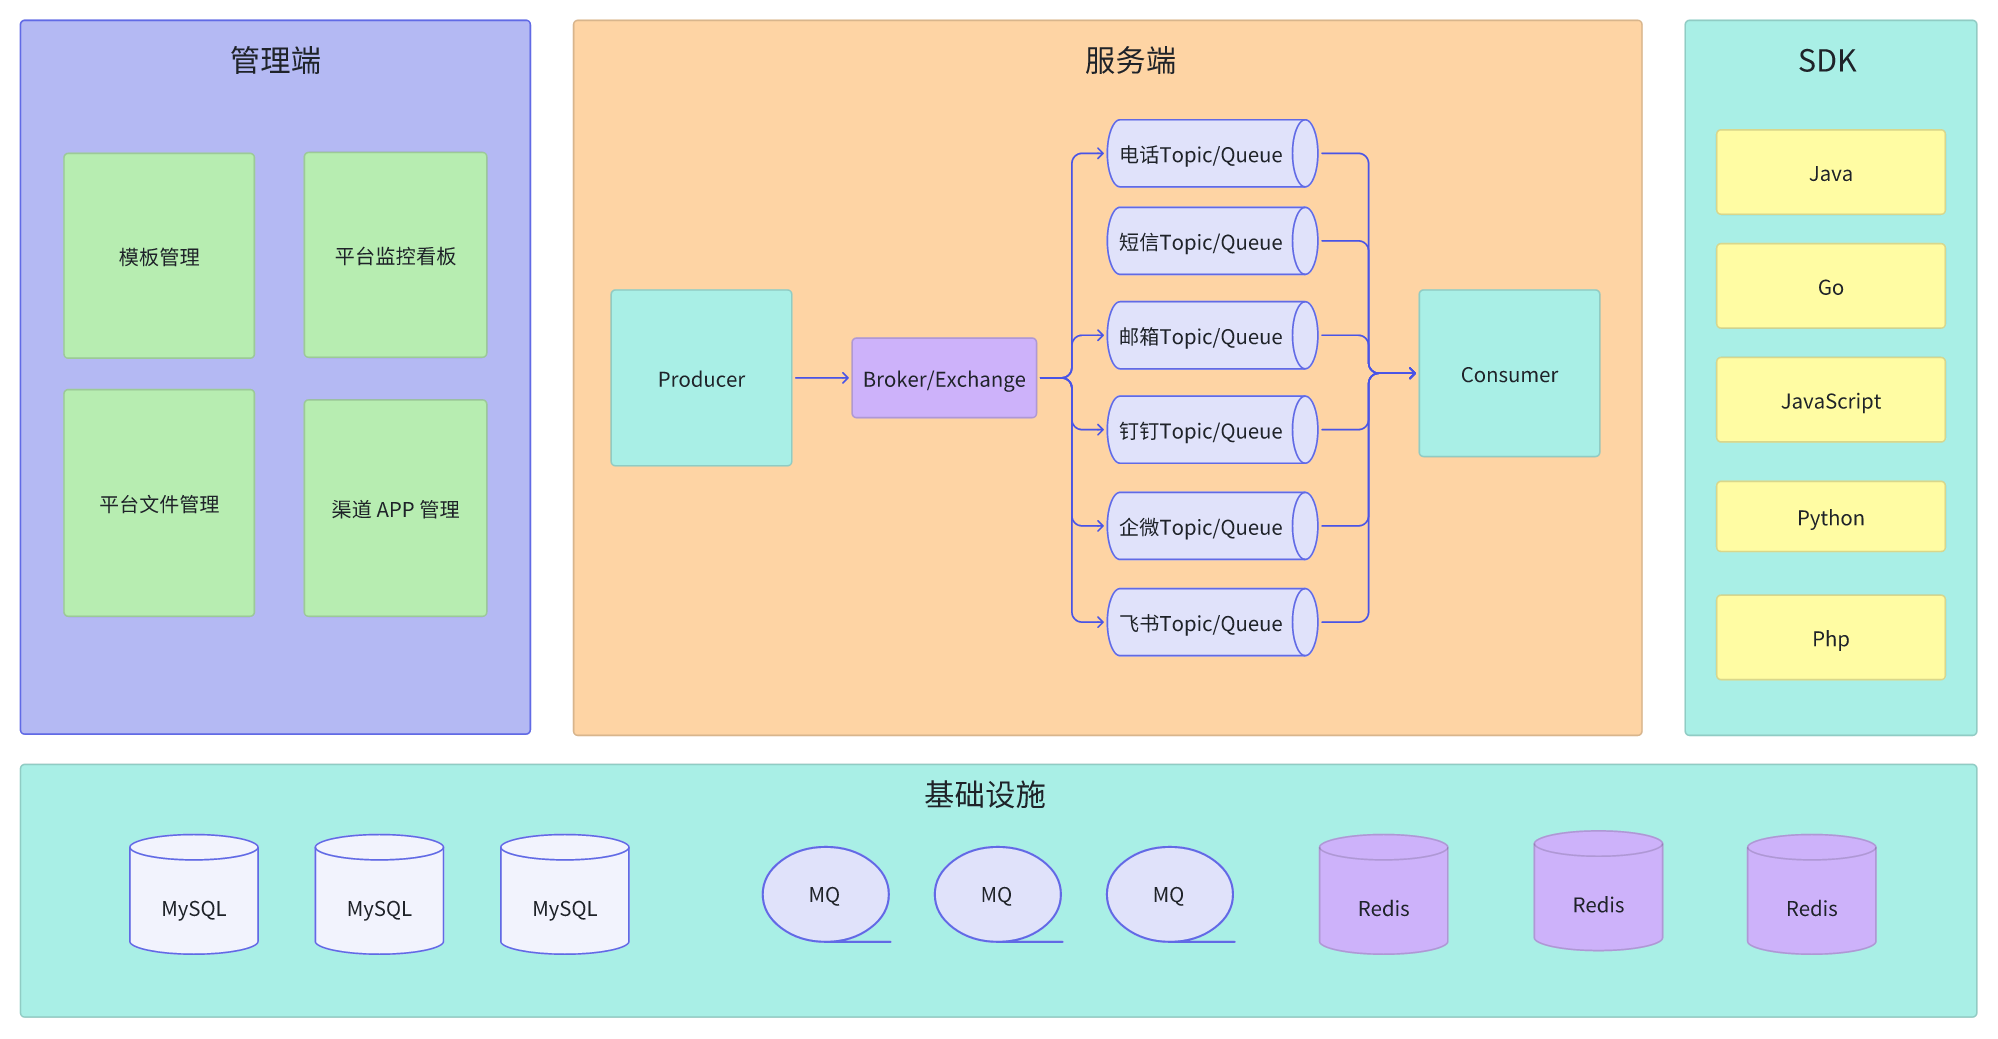 管理端
模板管理
平台监控看板
平台文件管理
渠道 APP 管理
服务端
Producer
Broker/Exchange
电话Topic/Queue
短信Topic/Queue
邮箱Topic/Queue
钉钉Topic/Queue
企微Topic/Queue
飞书Topic/Queue
Consumer
SDK
Java
Go
JavaScript
Python
Php
基础设施
MySQL
MySQL
MySQL
MQ
MQ
MQ
Redis
Redis
Redis